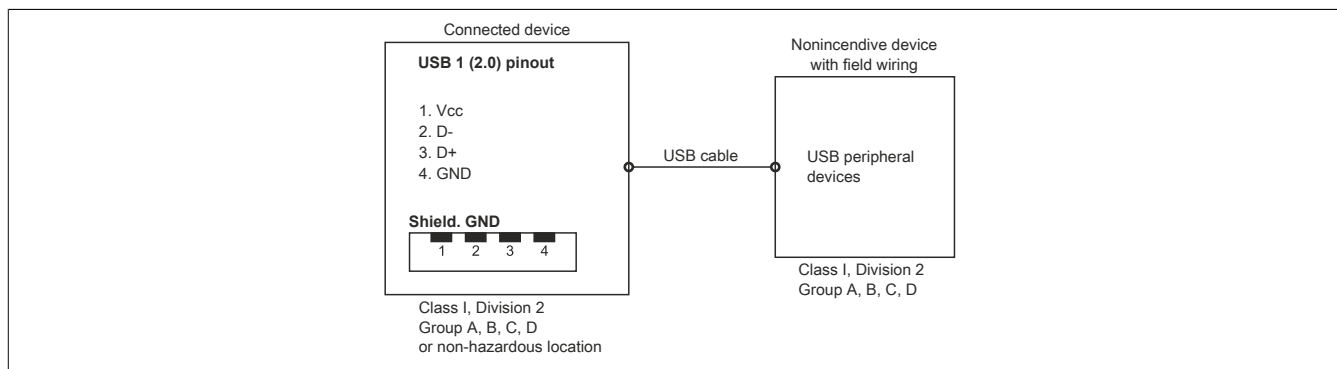 Connected device
USB 1 (2.0) pinout
1. Vcc
2. D-
3. D+
4. GND
Shield. GND
1 2 3 4
Class I, Division 2
Group A, B, C, D
or non-hazardous location
USB cable
Nonincendive device
with field wiring
USB peripheral
devices
Class I, Division 2
Group A, B, C, D